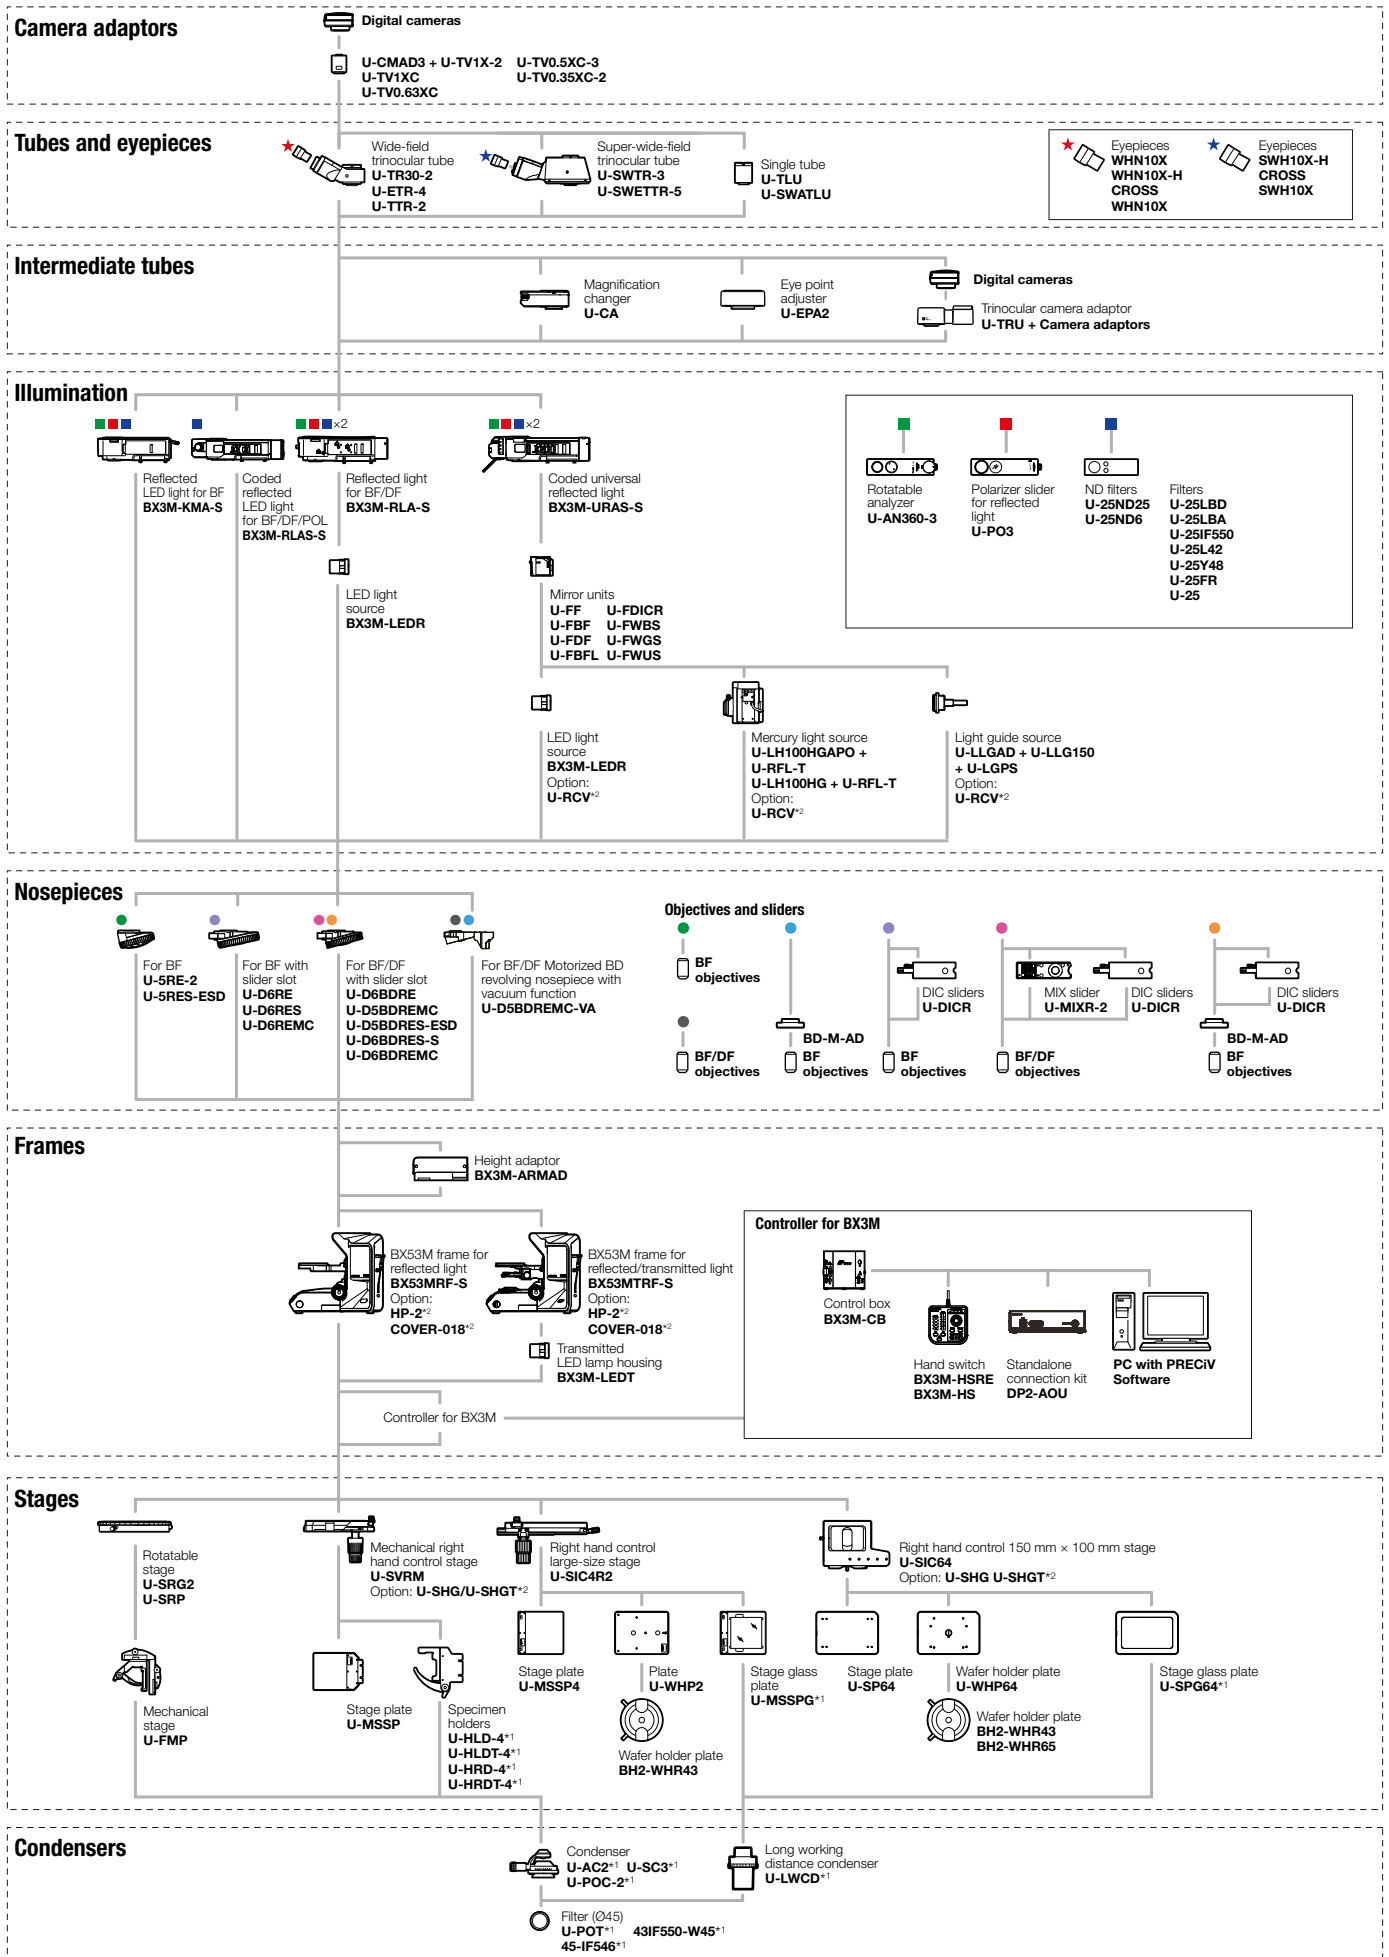 Camera adaptors
Digital cameras
U-CMAD3 + U-TV1X-2 U-TV0.5XC-3
U-TV1XC U-TV0.35XC-2
U-TV0.63XC
Tubes and eyepieces
Wide-field
trinocular tube
U-TR30-2
U-ETR-4
U-TTR-2
Super-wide-field
trinocular tube
U-SWTR-3
U-SWETTR-5
Single tube
U-TLU
U-SWATLU
Eyepieces
WHN10X
WHN10X-H
CROSS
WHN10X
Eyepieces
SWH10X-H
CROSS
SWH10X
Intermediate tubes
Magnification
changer
U-CA
Eye point
adjuster
U-EPA2
Digital cameras
Trinocular camera adaptor
U-TRU + Camera adaptors
Illumination
×2
×2
Reflected
LED light for BF
BX3M-KMA-S
Coded
reflected
LED light
for BF/DF/POL
BX3M-RLAS-S
Reflected light
for BF/DF
BX3M-RLA-S
LED light
source
BX3M-LEDR
Coded universal
reflected light
BX3M-URAS-S
Mirror units
U-FF U-FDICR
U-FBF U-FWBS
U-FDF U-FWGS
U-FBFL U-FWUS
Rotatable
analyzer
U-AN360-3
Polarizer slider
for reflected
light
U-PO3
ND filters
U-25ND25
U-25ND6
Filters
U-25LBD
U-25LBA
U-25IF550
U-25L42
U-25Y48
U-25FR
U-25
LED light
source
BX3M-LEDR
Option:
U-RCV*2
Mercury light source
U-LH100HGAPO +
U-RFL-T
U-LH100HG + U-RFL-T
Option:
U-RCV*2
Light guide source
U-LLGAD + U-LLG150
+ U-LGPS
Option:
U-RCV*2
Nosepieces
For BF
U-5RE-2
U-5RES-ESD
For BF with
slider slot
U-D6RE
U-D6RES
U-D6REMC
For BF/DF
with slider slot
U-D6BDRE
U-D5BDREMC
U-D5BDRES-ESD
U-D6BDRES-S
U-D6BDREMC
For BF/DF Motorized BD
revolving nosepiece with
vacuum function
U-D5BDREMC-VA
Objectives and sliders
BF
objectives
BF/DF
objectives
BD-M-AD
BF
objectives
DIC sliders
U-DICR
BF
objectives
MIX slider
U-MIXR-2
DIC sliders
U-DICR
BF/DF
objectives
DIC sliders
U-DICR
BD-M-AD
BF
objectives
Frames
Height adaptor
BX3M-ARMAD
BX53M frame for
reflected light
BX53MRF-S
Option:
HP-2*2
COVER-018*2
BX53M frame for
reflected/transmitted light
BX53MTRF-S
Option:
HP-2*2
COVER-018*2
Transmitted
LED lamp housing
BX3M-LEDT
Controller for BX3M
Controller for BX3M
Control box
BX3M-CB
Hand switch
BX3M-HSRE
BX3M-HS
Standalone
connection kit
DP2-AOU
PC with PRECiV
Software
Stages
Rotatable
stage
U-SRG2
U-SRP
Mechanical
stage
U-FMP
Mechanical right
hand control stage
U-SVRM
Option: U-SHG/U-SHGT*2
Stage plate
U-MSSP
Specimen
holders
U-HLD-4*1
U-HLDT-4*1
U-HRD-4*1
U-HRDT-4*1
Right hand control
large-size stage
U-SIC4R2
Stage plate
U-MSSP4
Plate
U-WHP2
Wafer holder plate
BH2-WHR43
Stage glass
plate
U-MSSPG*1
Right hand control 150 mm × 100 mm stage
U-SIC64
Option: U-SHG U-SHGT*2
Stage plate
U-SP64
Wafer holder plate
U-WHP64
Wafer holder plate
BH2-WHR43
BH2-WHR65
Stage glass plate
U-SPG64*1
Condensers
Condenser
U-AC2*1 U-SC3*1
U-POC-2*1
Long working
distance condenser
U-LWCD*1
Filter (Ø45)
U-POT*1 43IF550-W45*1
45-IF546*1